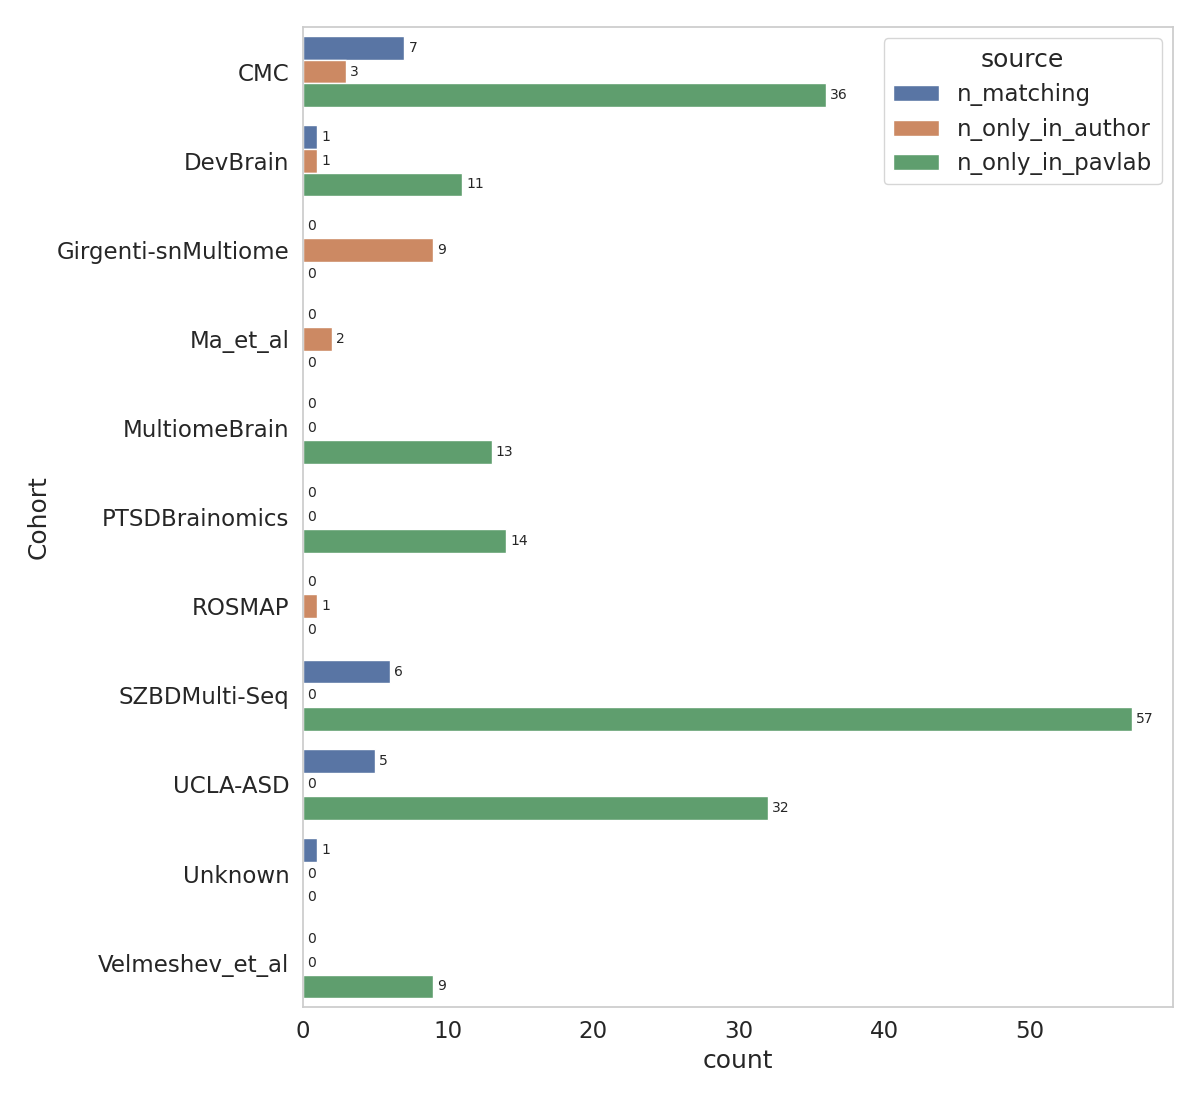 source
n_matching
n_only_in_author
n_only_in_pavlab
Cohort
CMC
7
3
36
DevBrain
1
1
11
Girgenti-snMultiome
0
9
0
Ma_et_al
0
2
0
MultiomeBrain
0
0
13
PTSDBrainomics
0
0
14
ROSMAP
0
1
0
SZBDMulti-Seq
6
0
57
UCLA-ASD
5
0
32
Unknown
1
0
0
Velmeshev_et_al
0
0
9
0 10 20 30 40 50
count